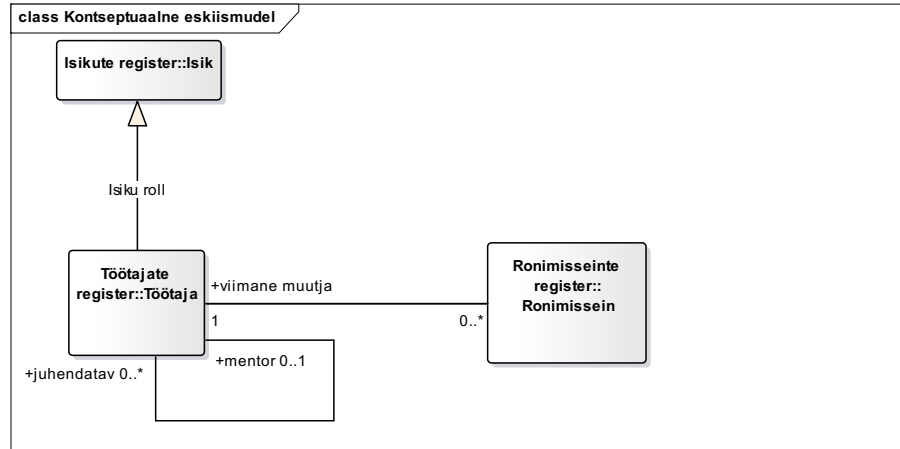 class Kontseptuaalne eskiismudel
Isikute register::Isik
Isiku roll
Töötajate
register::Töötaja
+viimane muutja
1
0..*
Ronimisseinte
register::
Ronimissein
+mentor 0..1
+juhendatav 0..*